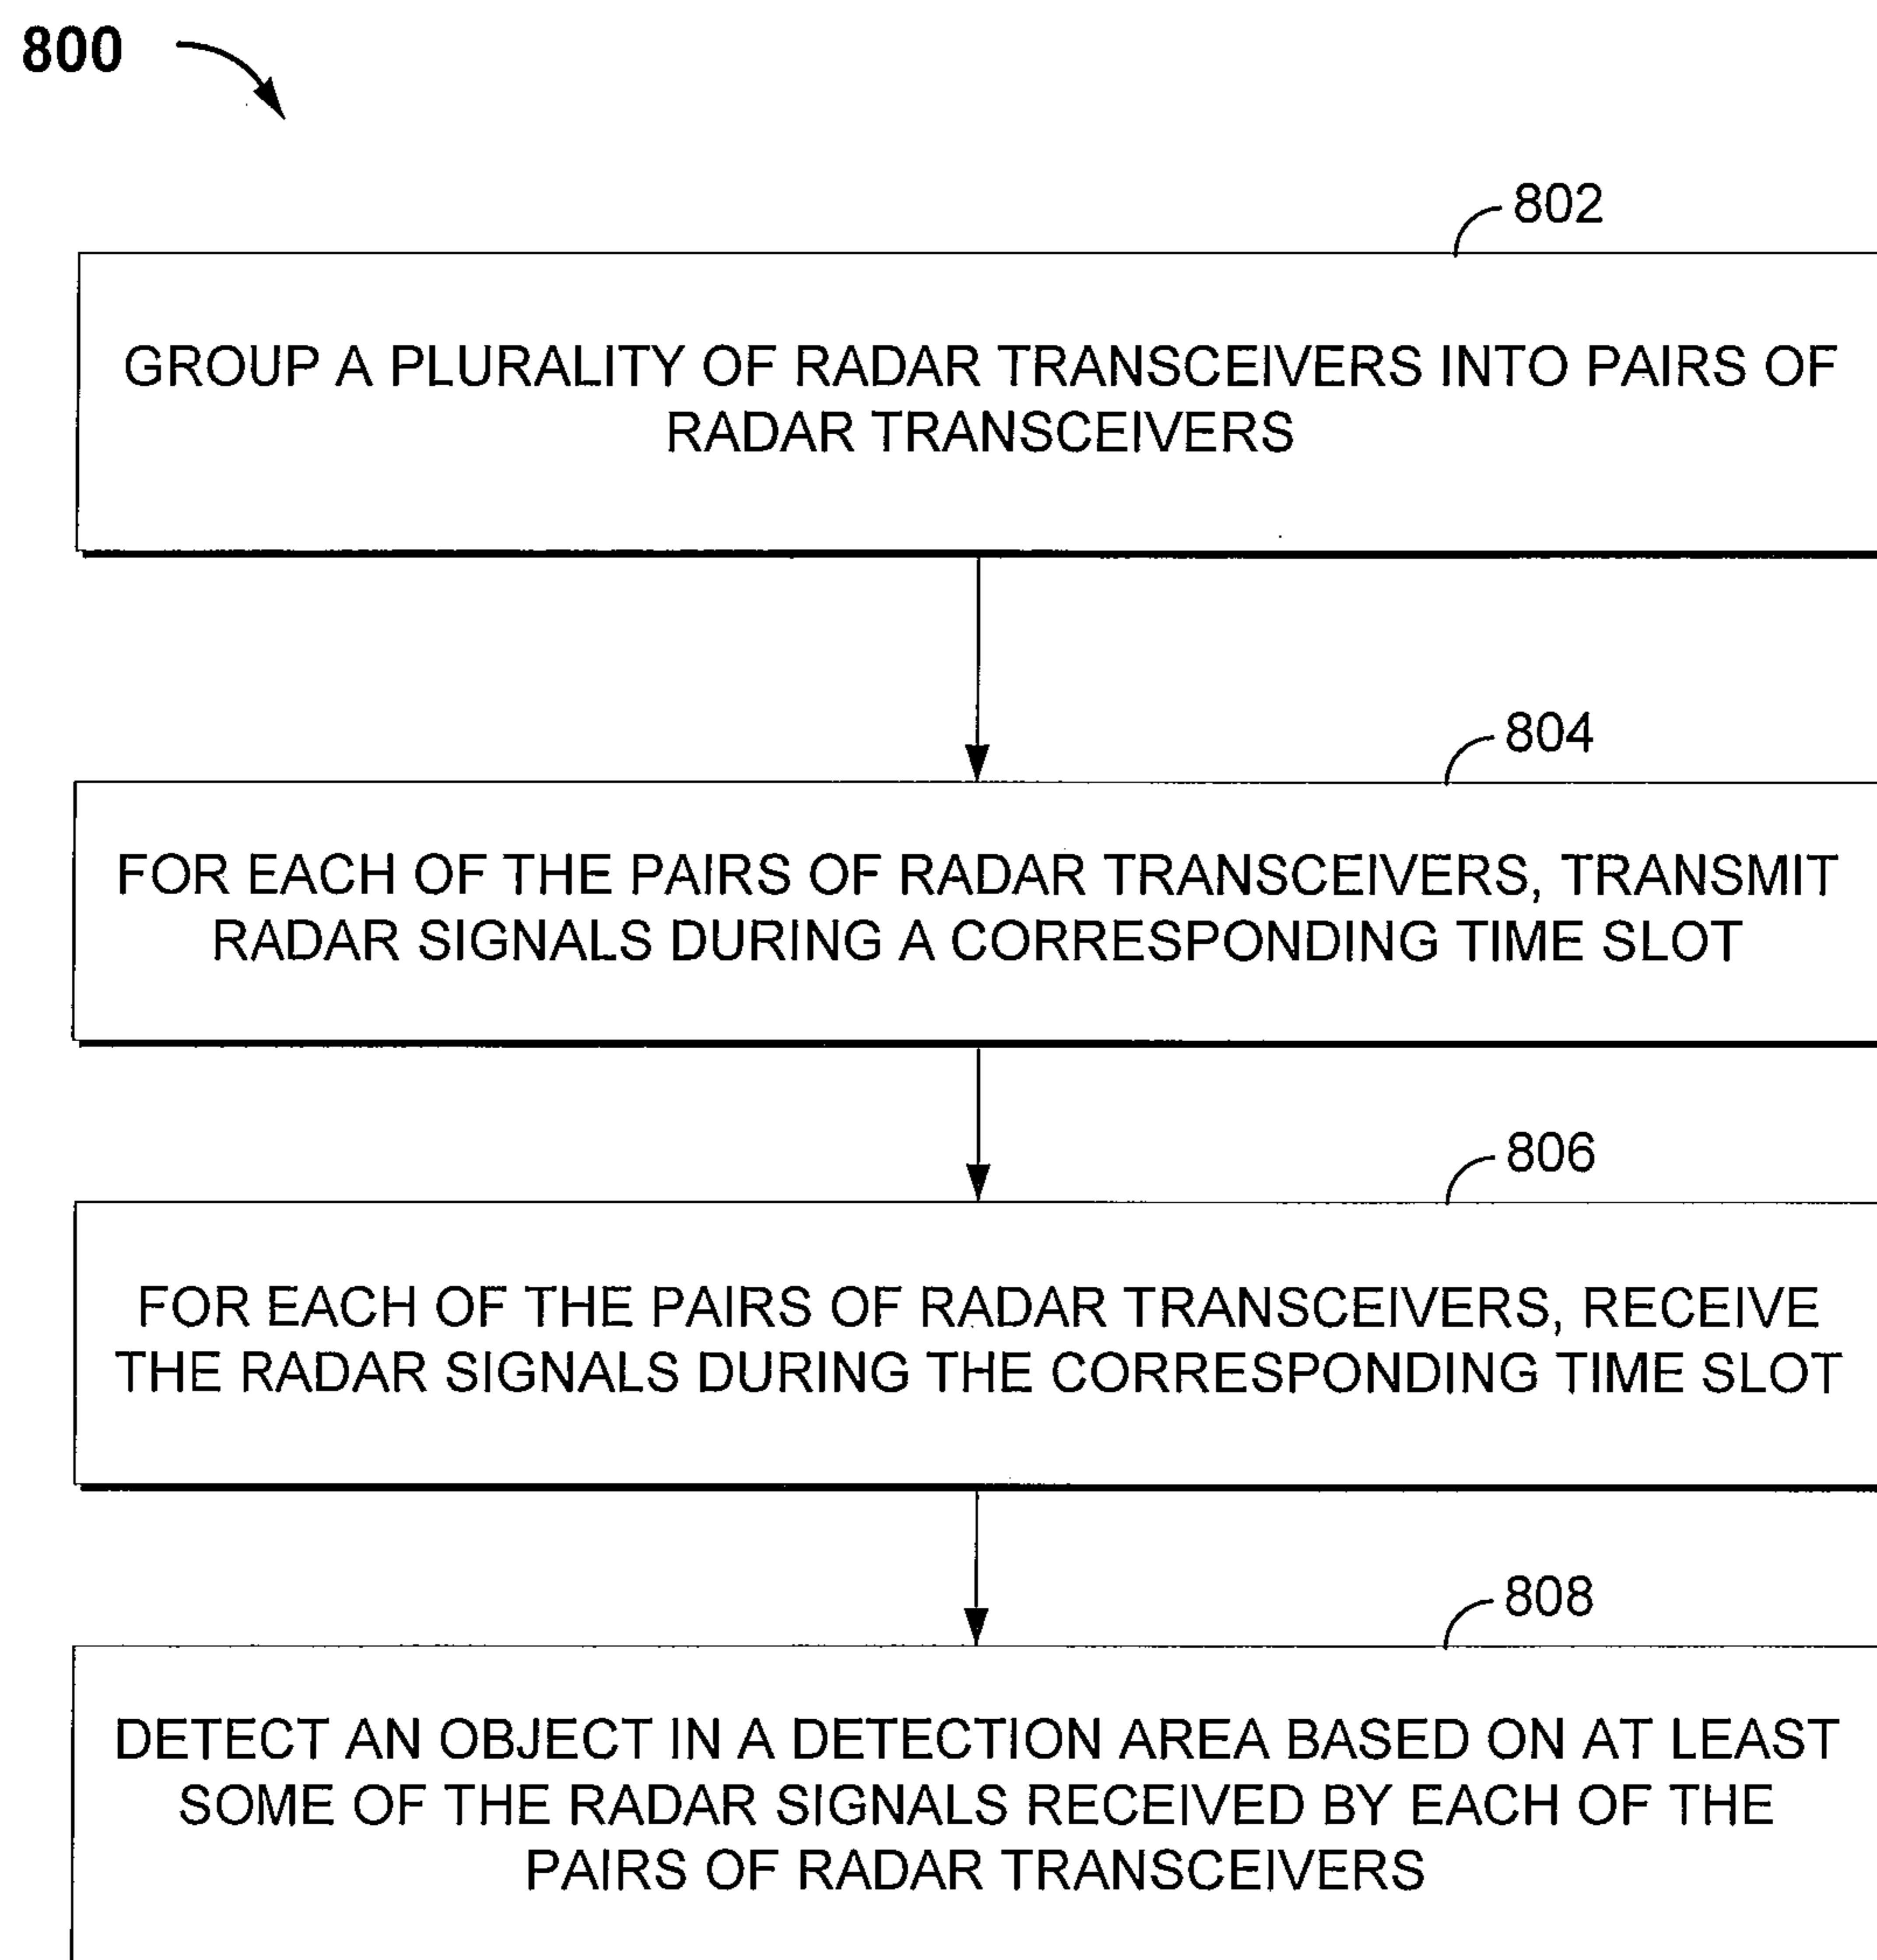 800
802
GROUP A PLURALITY OF RADAR TRANSCEIVERS INTO PAIRS OF
RADAR TRANSCEIVERS
804
FOR EACH OF THE PAIRS OF RADAR TRANSCEIVERS, TRANSMIT
RADAR SIGNALS DURING A CORRESPONDING TIME SLOT
806
FOR EACH OF THE PAIRS OF RADAR TRANSCEIVERS, RECEIVE
THE RADAR SIGNALS DURING THE CORRESPONDING TIME SLOT
808
DETECT AN OBJECT IN A DETECTION AREA BASED ON AT LEAST
SOME OF THE RADAR SIGNALS RECEIVED BY EACH OF THE
PAIRS OF RADAR TRANSCEIVERS